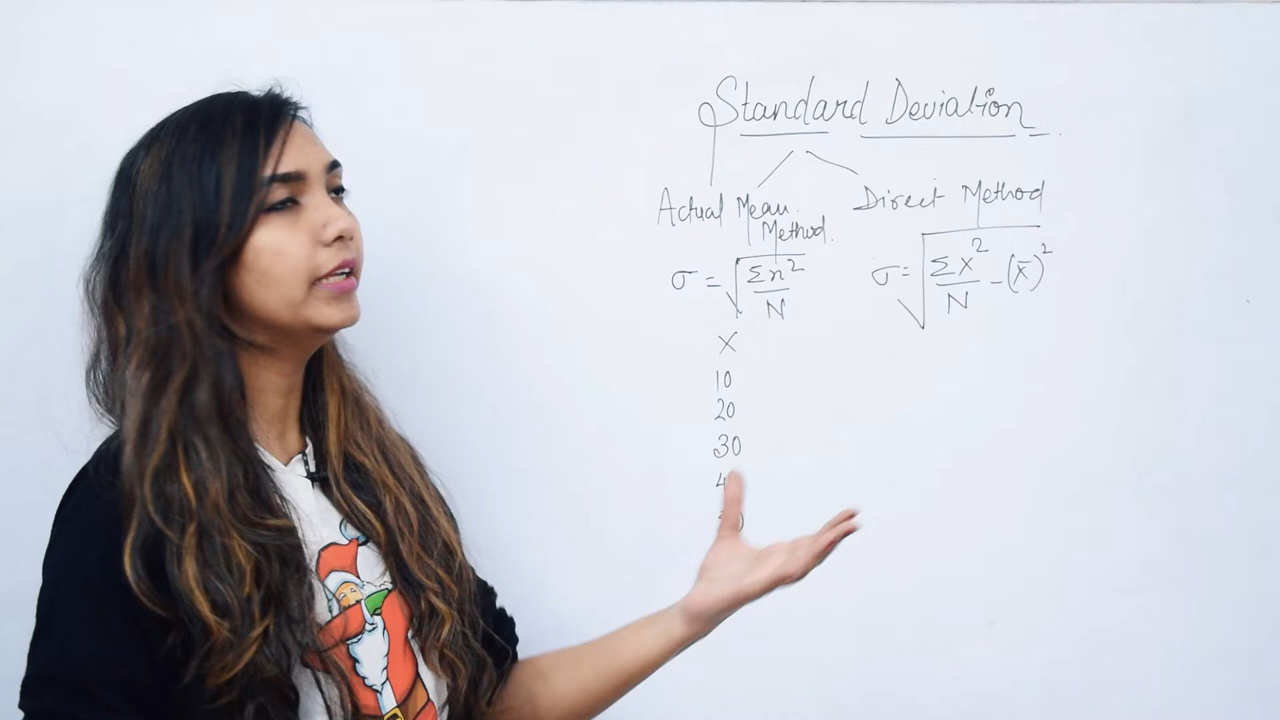 Standard Deviation
Actual Mean Method.
σ = √(Σx²/N)
X
10
20
30
Direct Method
σ = √(ΣX²/N - (x̄)²)